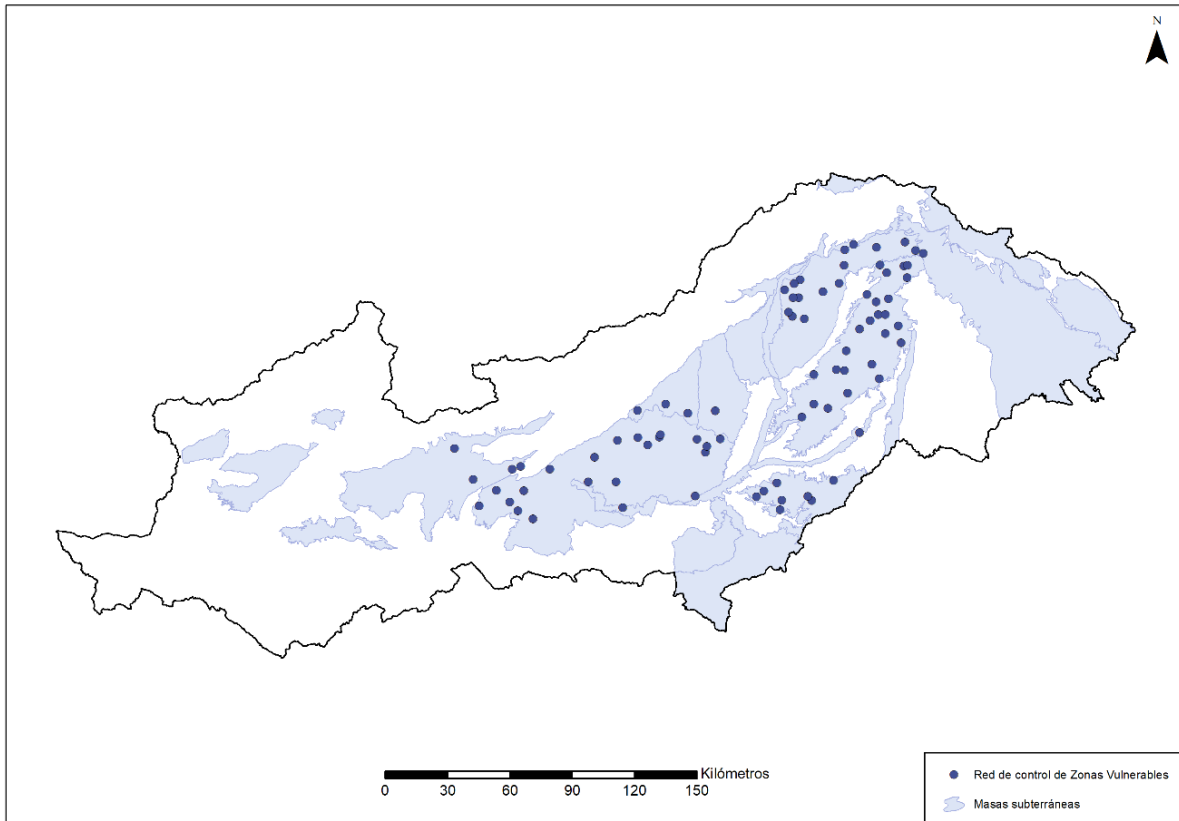 N
Kilómetros
0 30 60 90 120 150
Red de control de Zonas Vulnerables
Masas subterráneas